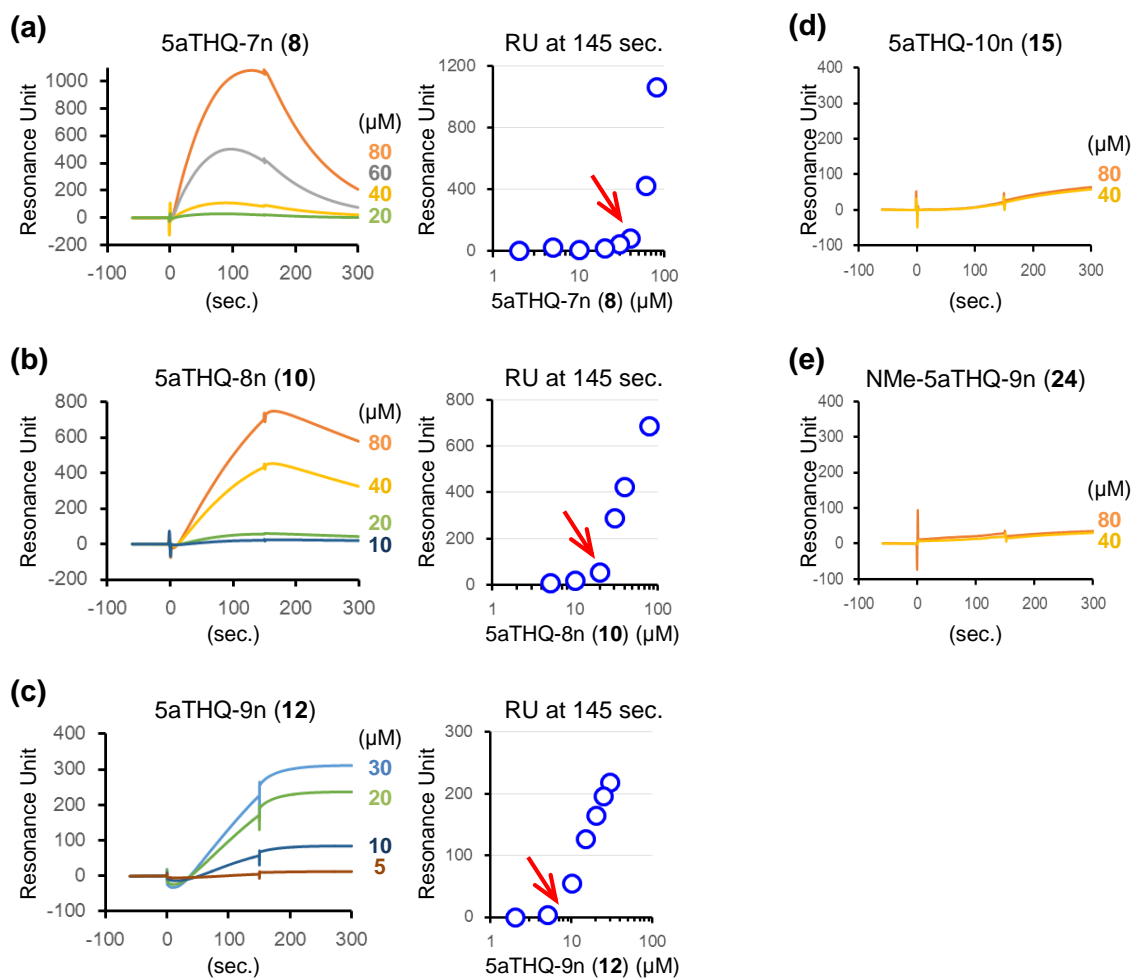 (a)
5aTHQ-7n (8)
Resonance Unit
1000
800
600
400
200
0
-200
-100
0
100
200
300
(sec.)
(µM)
80
60
40
20
RU at 145 sec.
Resonance Unit
1200
800
400
0
1
10
100
5aTHQ-7n (8) (µM)
(b)
5aTHQ-8n (10)
Resonance Unit
800
600
400
200
0
-200
-100
0
100
200
300
(sec.)
(µM)
80
40
20
10
RU at 145 sec.
Resonance Unit
800
600
400
200
0
1
10
100
5aTHQ-8n (10) (µM)
(c)
5aTHQ-9n (12)
Resonance Unit
400
300
200
100
0
-100
-100
0
100
200
300
(sec.)
(µM)
30
20
10
5
RU at 145 sec.
Resonance Unit
300
200
100
0
1
10
100
5aTHQ-9n (12) (µM)
(d)
5aTHQ-10n (15)
Resonance Unit
400
300
200
100
0
-100
-100
0
100
200
300
(sec.)
(µM)
80
40
(e)
NMe-5aTHQ-9n (24)
Resonance Unit
400
300
200
100
0
-100
-100
0
100
200
300
(sec.)
(µM)
80
40